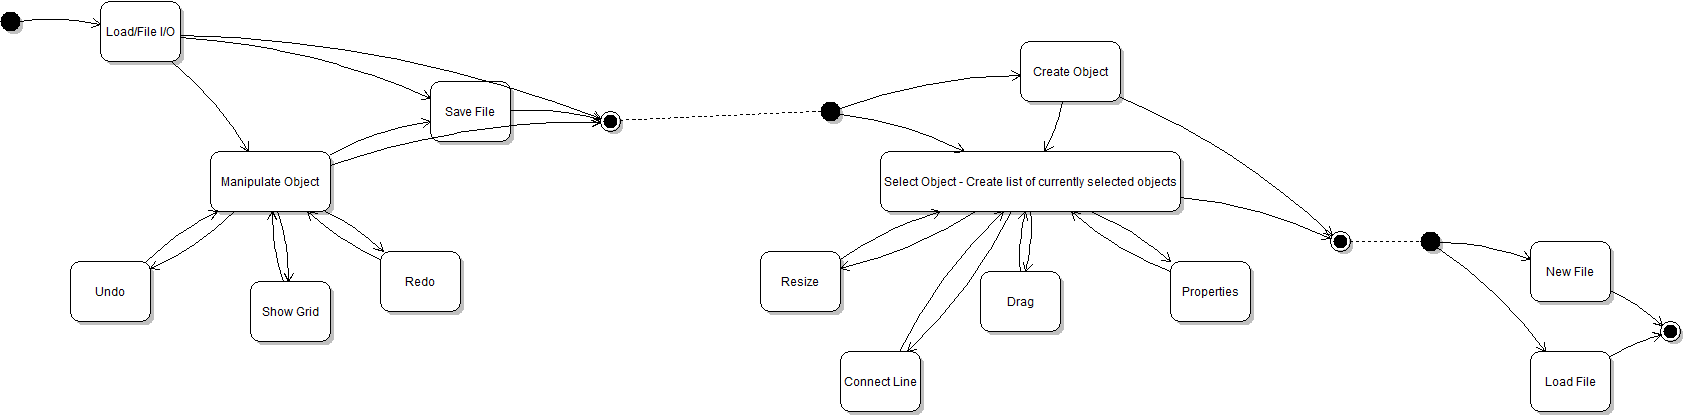 Load/File I/O
Save File
Manipulate Object
Undo
Show Grid
Redo
Create Object
Select Object - Create list of currently selected objects
Resize
Connect Line
Drag
Properties
New File
Load File